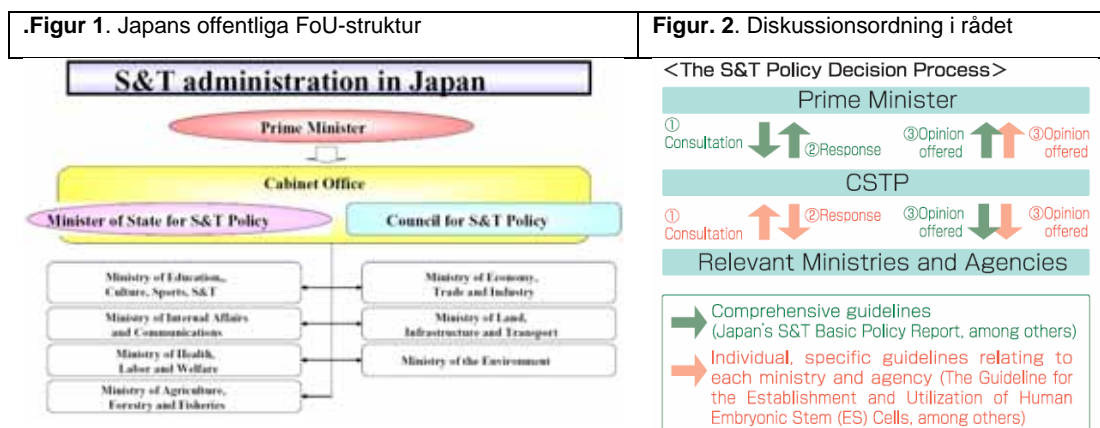 .Figur 1. Japans offentliga FoU-struktur
Figur. 2. Diskussionsordning i rådet
S&T administration in Japan
Prime Minister
Cabinet Office
Minister of State for S&T Policy
Council for S&T Policy
Ministry of Education,
Culture, Sports, S&T
Ministry of Economy,
Trade and Industry
Ministry of Internal Affairs
and Communications
Ministry of Land,
Infrastructure and Transport
Ministry of Health,
Labor and Welfare
Ministry of the Environment
Ministry of Agriculture,
Forestry and Fisheries
<The S&T Policy Decision Process>
Prime Minister
①
Consultation
②Response
③Opinion
offered
③Opinion
offered
CSTP
①
Consultation
②Response
③Opinion
offered
③Opinion
offered
Relevant Ministries and Agencies
Comprehensive guidelines
(Japan's S&T Basic Policy Report, among others)
Individual, specific guidelines relating to
each ministry and agency (The Guideline for
the Establishment and Utilization of Human
Embryonic Stem (ES) Cells, among others)